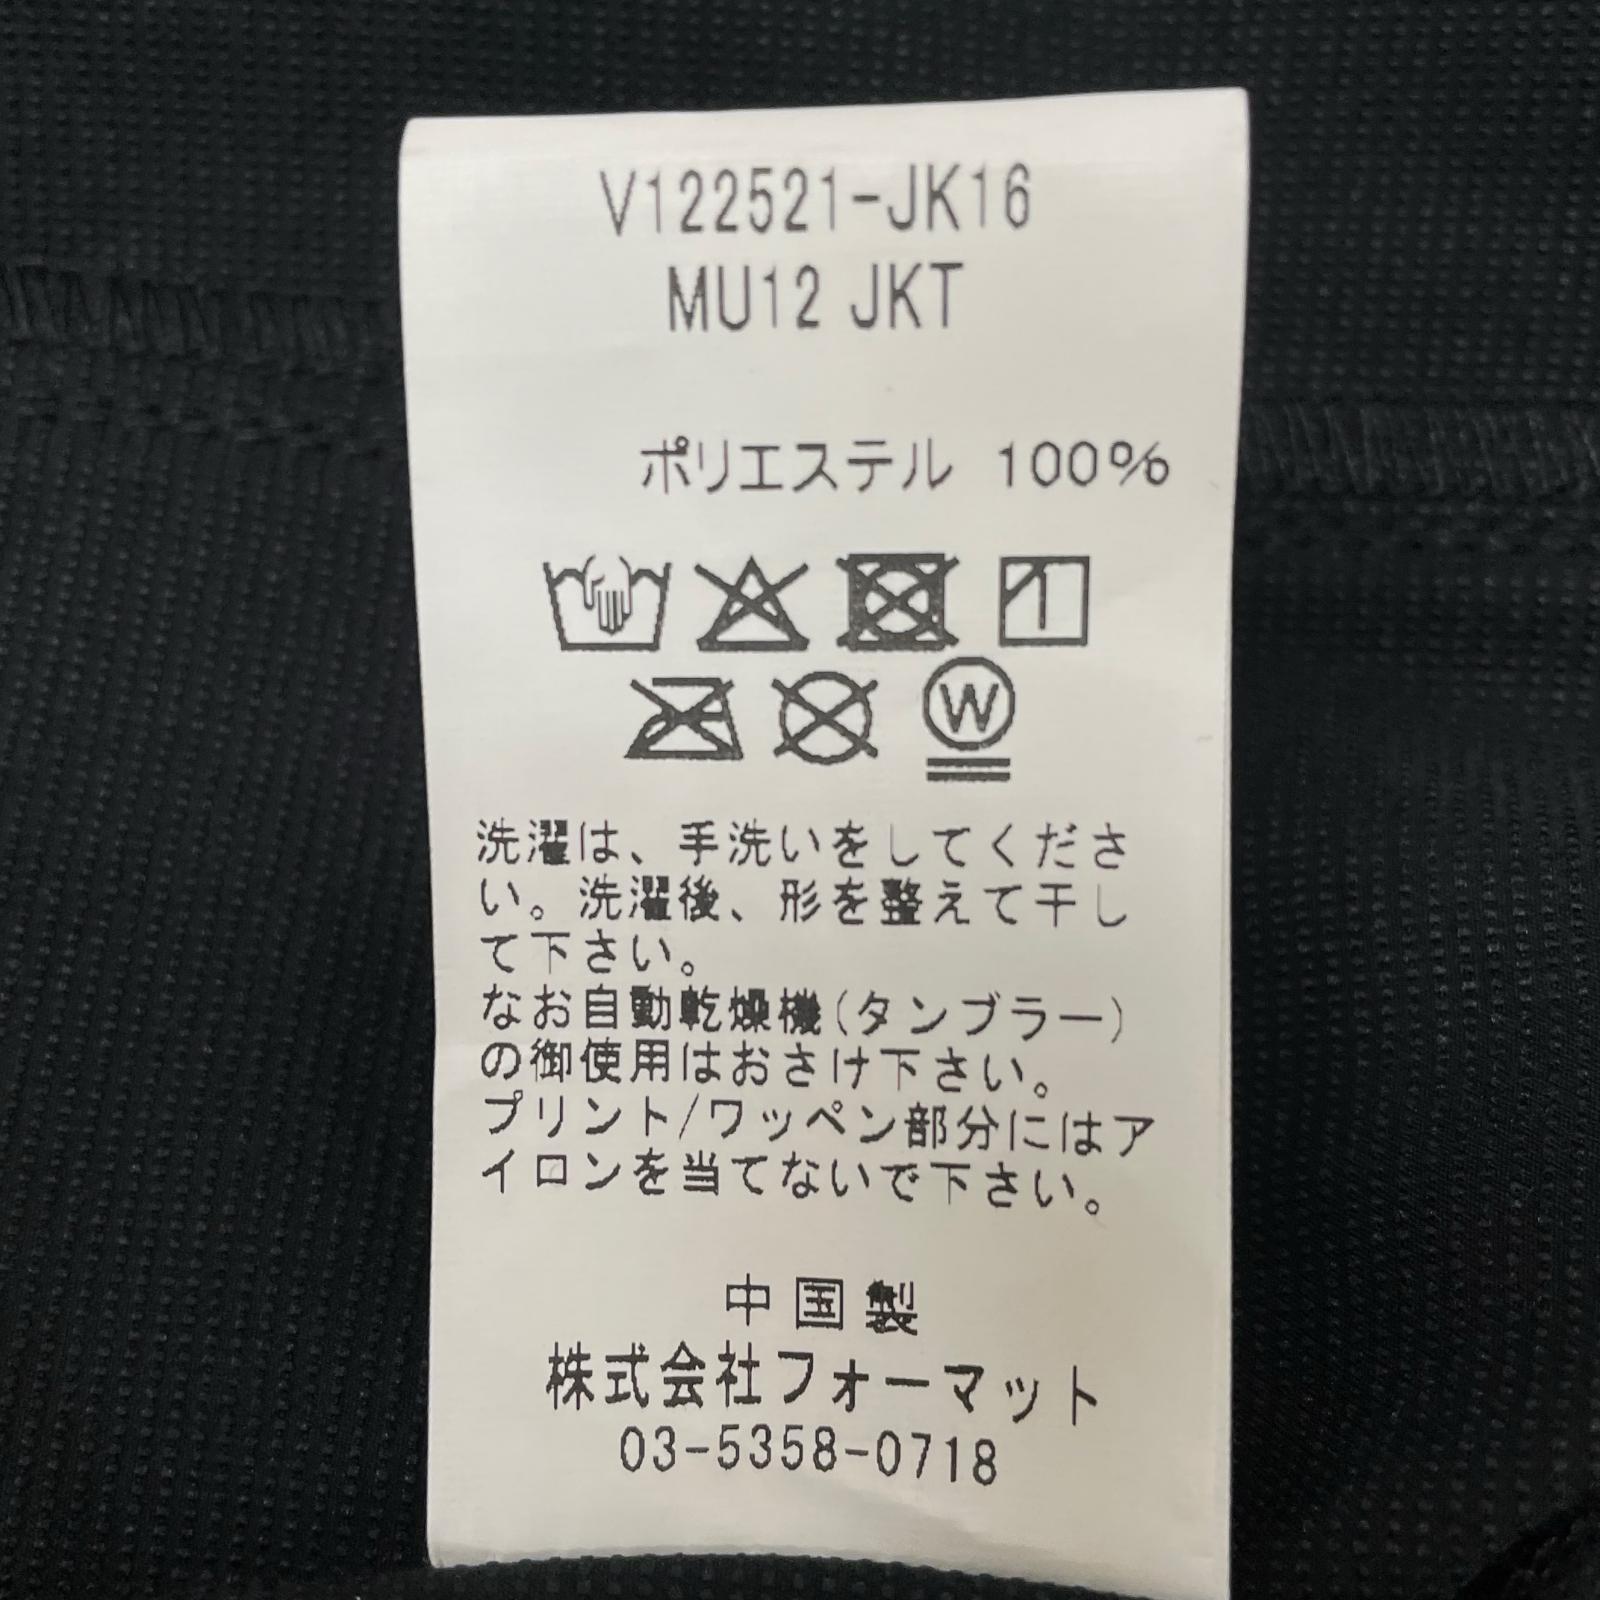 V122521-JK16
MU12 JKT
ポリエステル 100%
W
洗濯は、手洗いをしてくださ
い。洗濯後、形を整えて干し
て下さい。
なお自動乾燥機(タンブラー)
の御使用はおさけ下さい。
プリント/ワッペン部分にはア
イロンを当てないで下さい。
中国製
株式会社フォーマット
03-5358-0718